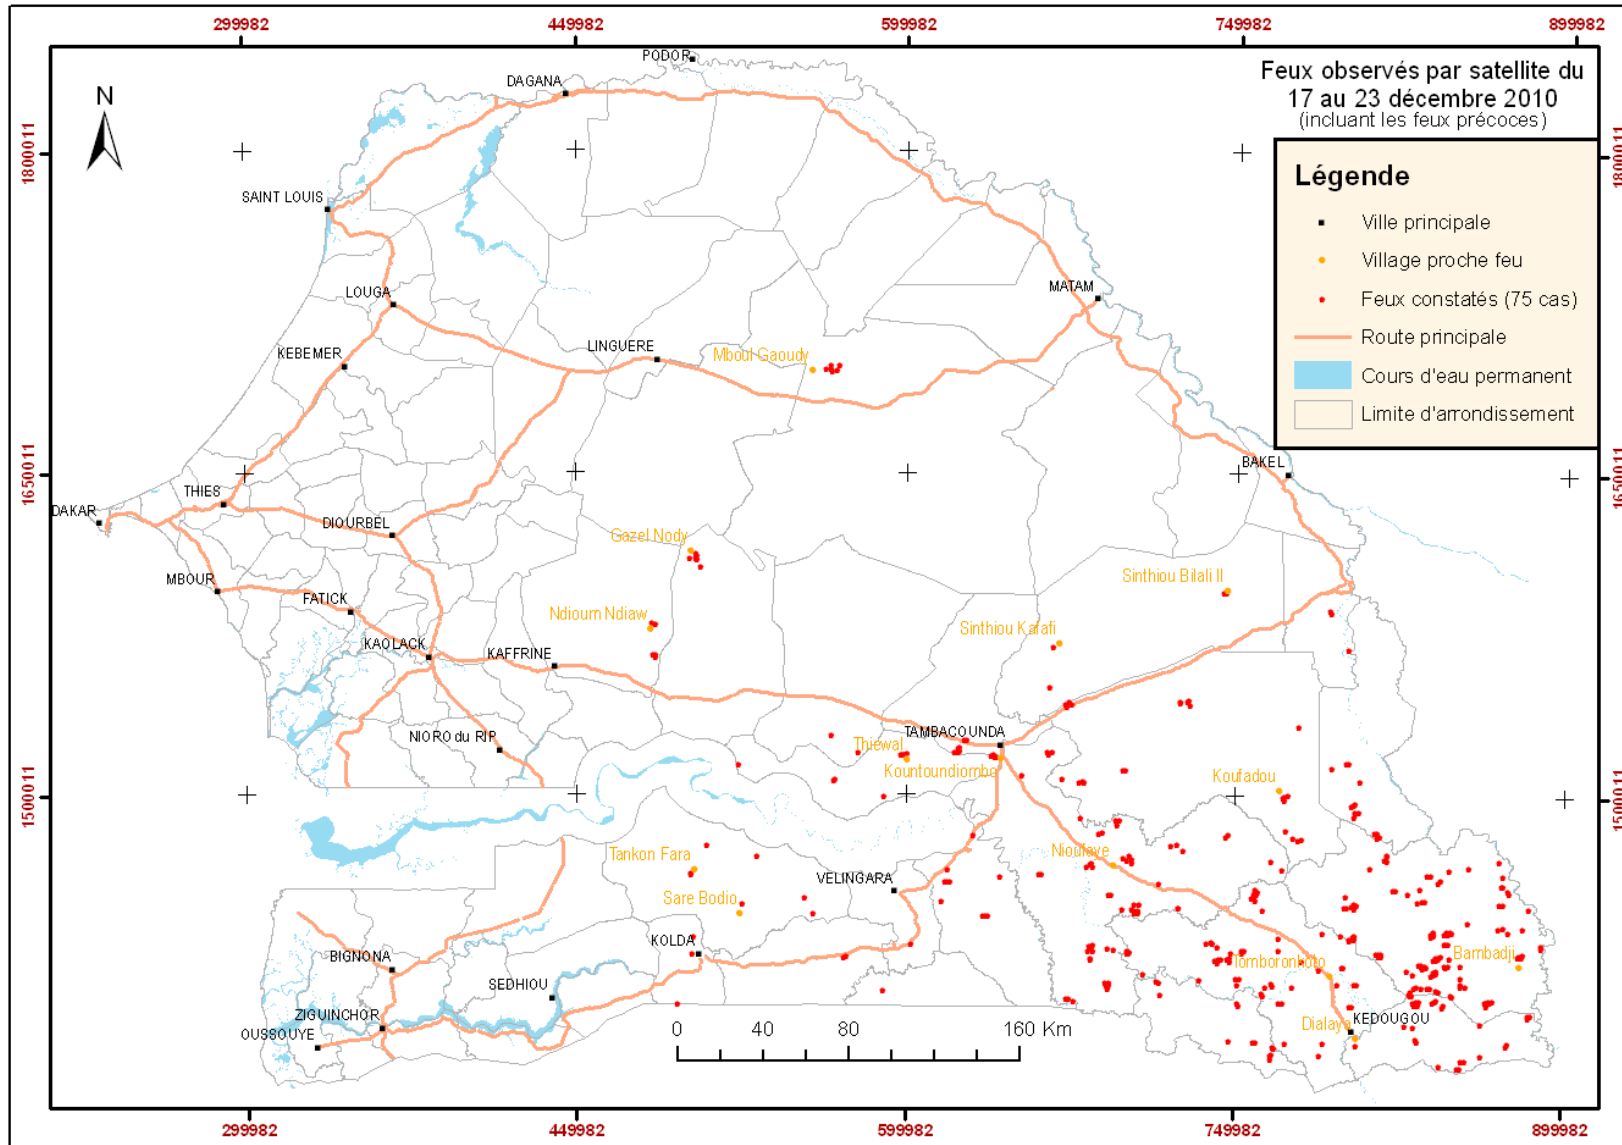 299982 449982 599982 749982 899982
PODOR
DAGANA
Feux observés par satellite du
17 au 23 décembre 2010
(incluant les feux précoces)
N
1800011
1800011
Légende
SAINT LOUIS
Ville principale
Village proche feu
LOUGA
MATAM
Feux constatés (75 cas)
KEBEMER
LINGUERE
Mboul Gaoudy
Route principale
Cours d'eau permanent
Limite d'arrondissement
BAKEL
1650011
1650011
THIES
DAKAR
DIOURBEL
Gazel Nody
MBOUR
Sinthiou Bilali II
FATICK
Ndioum Ndiaw
Sinthiou Karafi
KAOLACK
KAFFRINE
NIORO du RIP
TAMBACOUNDA
Thiewal
Kountoundiombo
Koufadou
1500011
1500011
Tankon Fara
Nioulaye
VELINGARA
Sare Bodio
KOLDA
BIGNONA
Tomboronkoto
Bambadji
SEDHIOU
ZIGUINCHOR
KEDOUGOU
Dialaya
OUSSOUYE
0 40 80 160 Km
299982 449982 599982 749982 899982